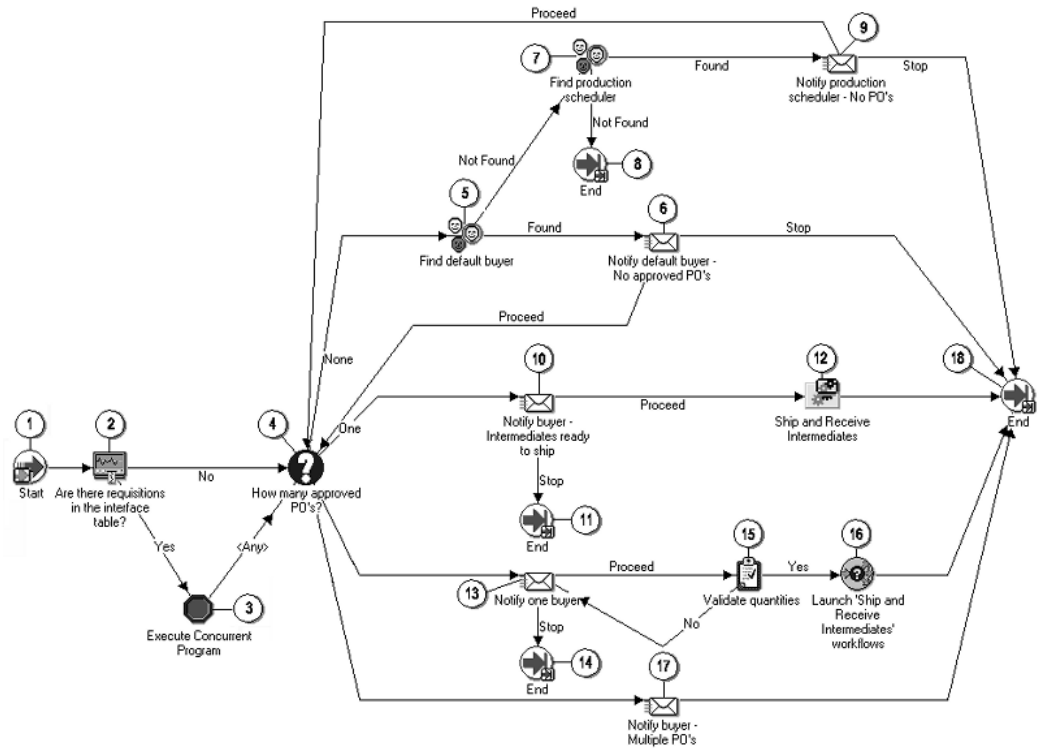 Proceed
9
7
Found
Stop
Find production
scheduler
Notify production
scheduler - No PO's
Not Found
8
Not Found
End
5
6
Found
Stop
Find default buyer
Notify default buyer -
No approved PO's
Proceed
None
10
12
18
1
2
4
One
Proceed
End
Notify buyer -
Intermediates ready
to ship
Ship and Receive
Intermediates
Start
No
Are there requisitions
in the interface
table?
How many approved
PO's?
Stop
11
End
15
16
Yes
<Any>
13
Proceed
Yes
3
Notify one buyer
Validate quantities
Launch 'Ship and
Receive
Intermediates'
workflows
No
Stop
Execute Concurrent
Program
14
17
End
Notify buyer -
Multiple PO's